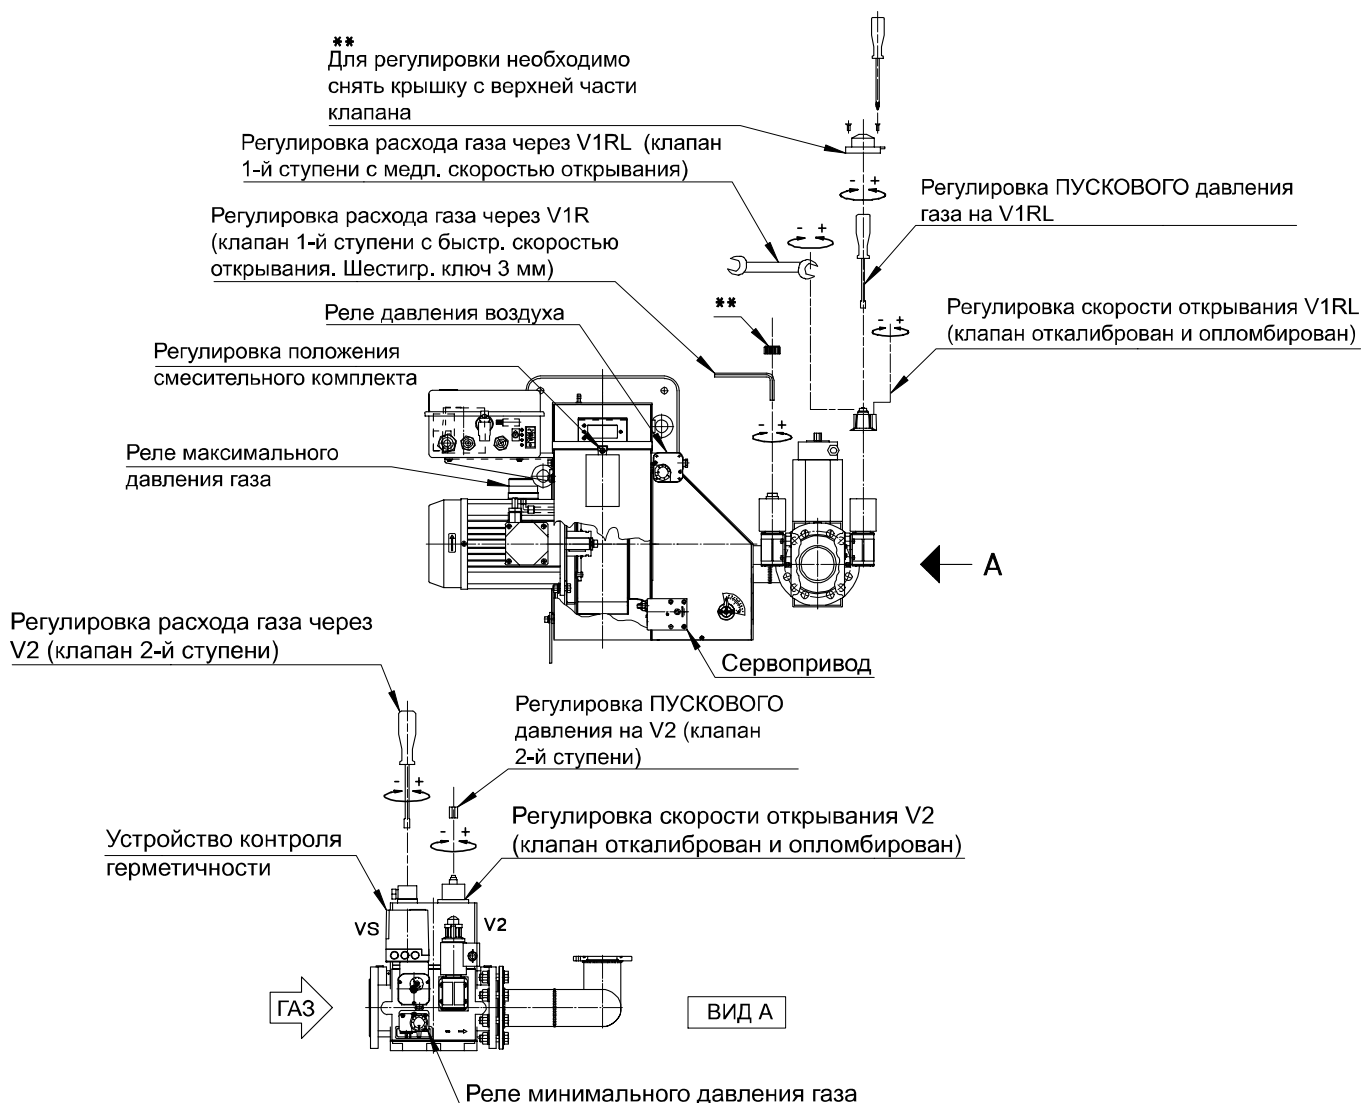 **
Для регулировки необходимо
снять крышку с верхней части
клапана
Регулировка расхода газа через V1RL (клапан
1-й ступени с медл. скоростью открывания)
- +
Регулировка ПУСКОВОГО давления
газа на V1RL
Регулировка расхода газа через V1R
(клапан 1-й ступени с быстр. скоростью
открывания. Шестигр. ключ 3 мм)
- +
**
Регулировка скорости открывания V1RL
(клапан откалиброван и опломбирован)
- +
Реле давления воздуха
Регулировка положения
смесительного комплекта
- +
Реле максимального
давления газа
A
Регулировка расхода газа через
V2 (клапан 2-й ступени)
Сервопривод
Регулировка ПУСКОВОГО
давления на V2 (клапан
2-й ступени)
- +
Регулировка скорости открывания V2
(клапан откалиброван и опломбирован)
- +
Устройство контроля
герметичности
VS
V2
ГАЗ
ВИД А
Реле минимального давления газа